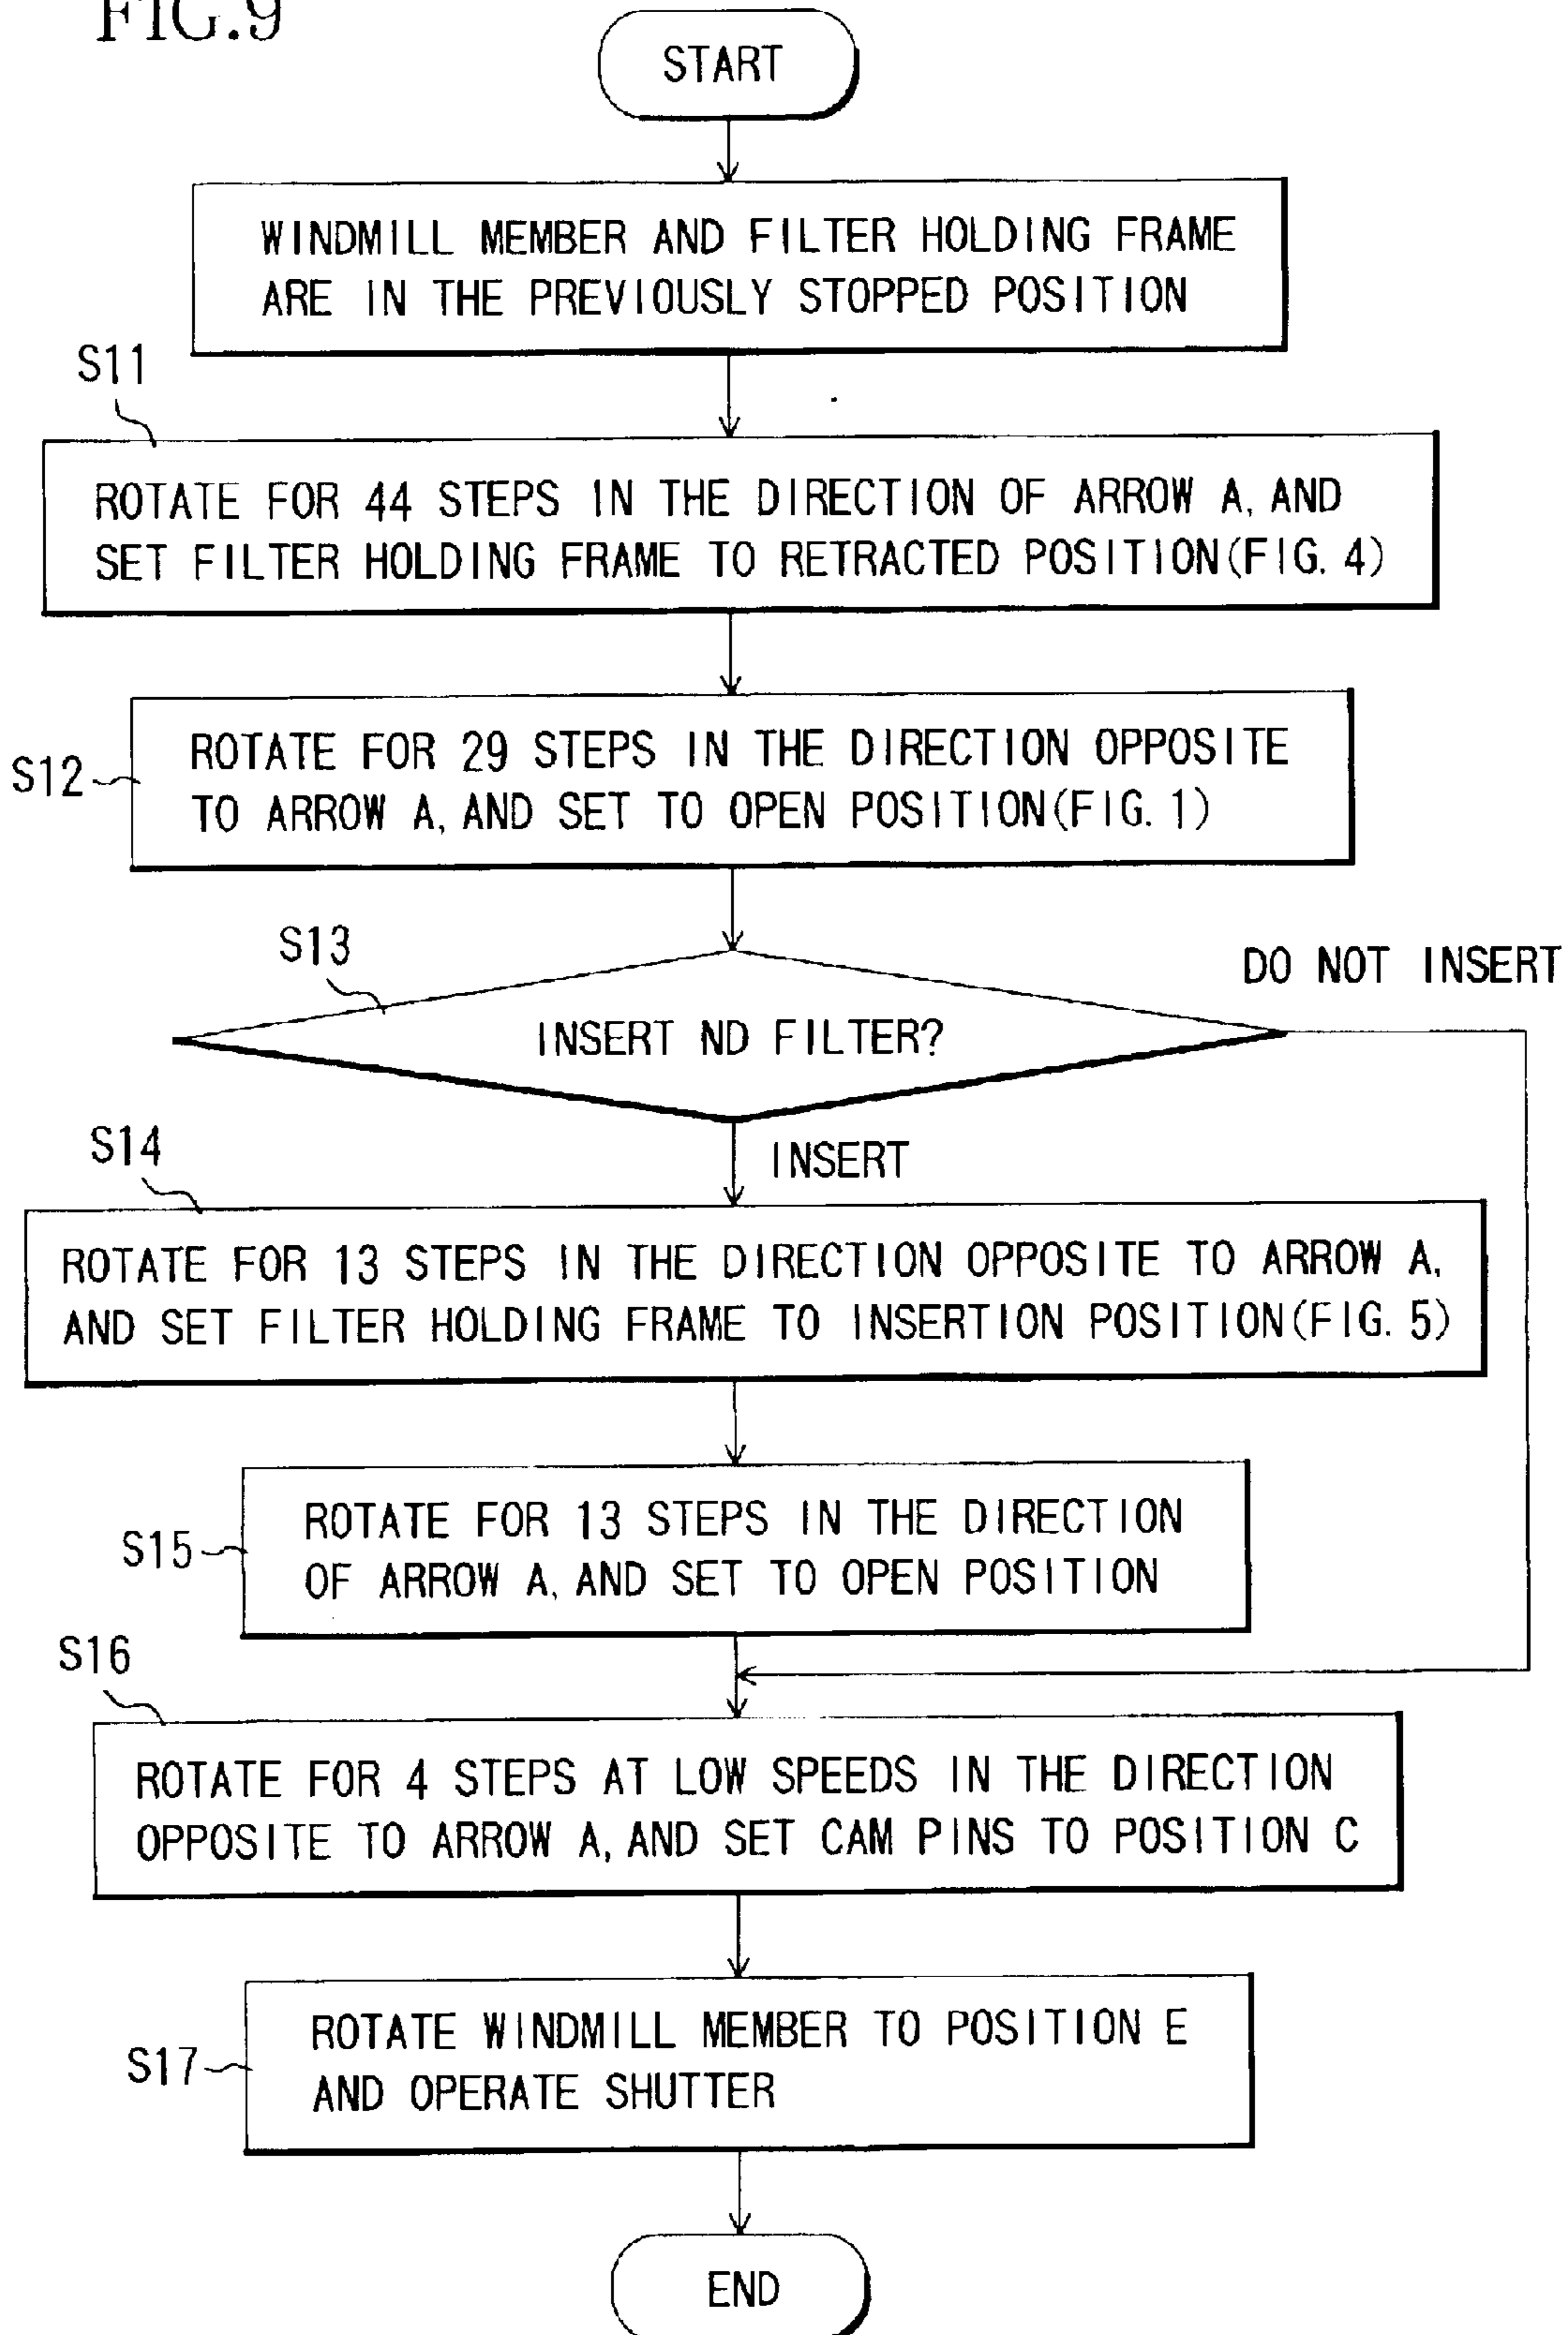 FIG.9
START
WINDMILL MEMBER AND FILTER HOLDING FRAME
ARE IN THE PREVIOUSLY STOPPED POSITION
S11
ROTATE FOR 44 STEPS IN THE DIRECTION OF ARROW A, AND
SET FILTER HOLDING FRAME TO RETRACTED POSITION(FIG. 4)
S12
ROTATE FOR 29 STEPS IN THE DIRECTION OPPOSITE
TO ARROW A, AND SET TO OPEN POSITION(FIG. 1)
S13
DO NOT INSERT
INSERT ND FILTER?
S14
INSERT
ROTATE FOR 13 STEPS IN THE DIRECTION OPPOSITE TO ARROW A,
AND SET FILTER HOLDING FRAME TO INSERTION POSITION(FIG. 5)
S15
ROTATE FOR 13 STEPS IN THE DIRECTION
OF ARROW A, AND SET TO OPEN POSITION
S16
ROTATE FOR 4 STEPS AT LOW SPEEDS IN THE DIRECTION
OPPOSITE TO ARROW A, AND SET CAM PINS TO POSITION C
S17
ROTATE WINDMILL MEMBER TO POSITION E
AND OPERATE SHUTTER
END